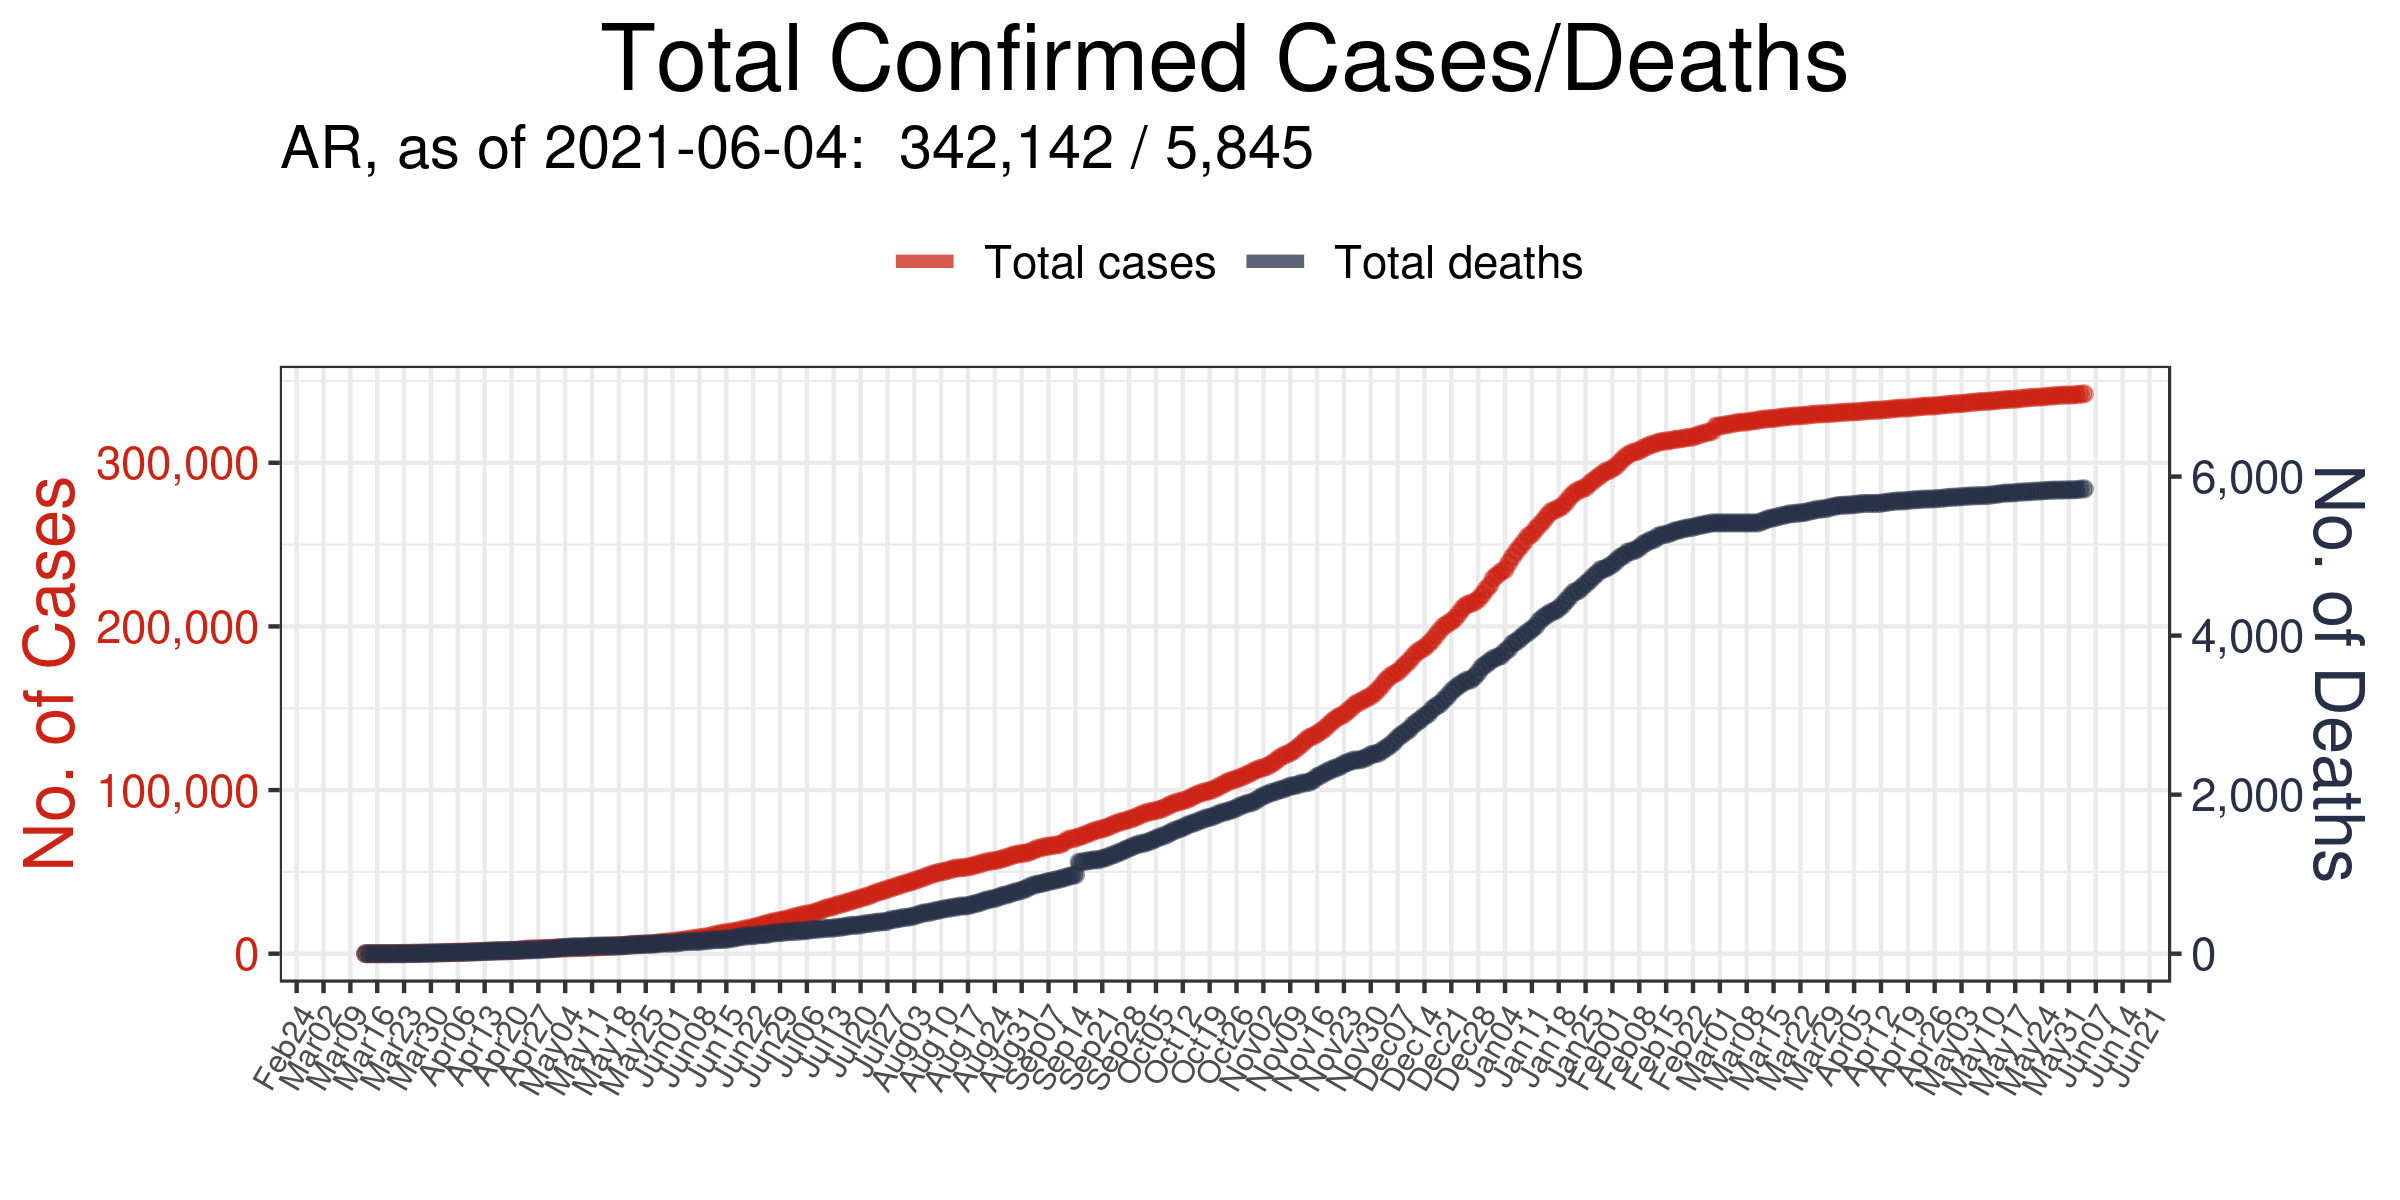 Total Confirmed Cases/Deaths
AR, as of 2021-06-04:  342,142 / 5,845
Total cases
Total deaths
No. of Cases
300,000
200,000
100,000
0
6,000
4,000
2,000
0
No. of Deaths
Feb24
Mar02
Mar09
Mar16
Mar23
Mar30
Apr06
Apr13
Apr20
Apr27
May04
May11
May18
May25
Jun01
Jun08
Jun15
Jun22
Jun29
Jul06
Jul13
Jul20
Jul27
Aug03
Aug10
Aug17
Aug24
Aug31
Sep07
Sep14
Sep21
Sep28
Oct05
Oct12
Oct19
Oct26
Nov02
Nov09
Nov16
Nov23
Nov30
Dec07
Dec14
Dec21
Dec28
Jan04
Jan11
Jan18
Jan25
Feb01
Feb08
Feb15
Feb22
Mar01
Mar08
Mar15
Mar22
Mar29
Apr05
Apr12
Apr19
Apr26
May03
May10
May17
May24
May31
Jun07
Jun14
Jun21